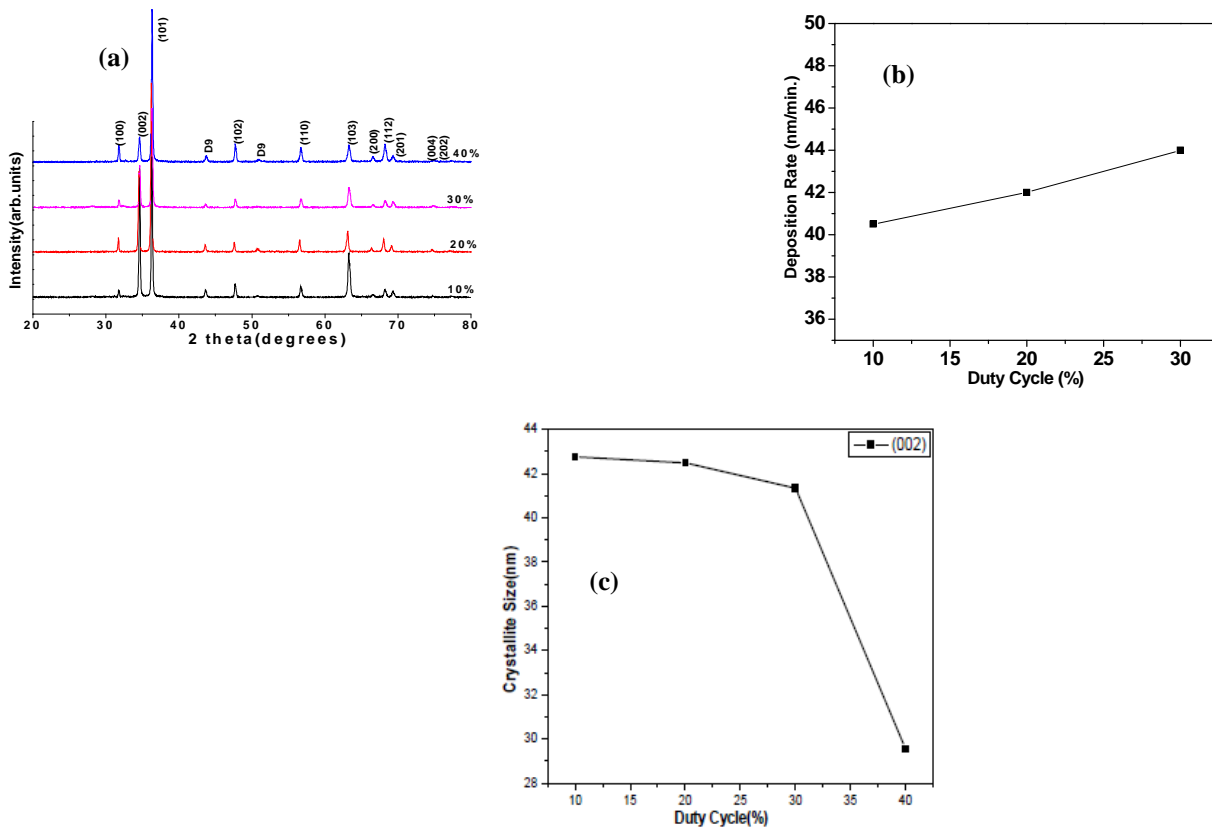 (a)
(101)
(100)
(002)
D9
(102)
D9
(110)
(103)
(200)
(112)
(201)
(004)
(202)
40%
30%
20%
10%
Intensity(arb.units)
20 30 40 50 60 70 80
2 theta(degrees)
(b)
50
48
46
44
42
40
38
36
Deposition Rate (nm/min.)
10 15 20 25 30
Duty Cycle (%)
(c)
(002)
44
42
40
38
36
34
32
30
28
Crystallite Size(nm)
10 15 20 25 30 35 40
Duty Cycle(%)